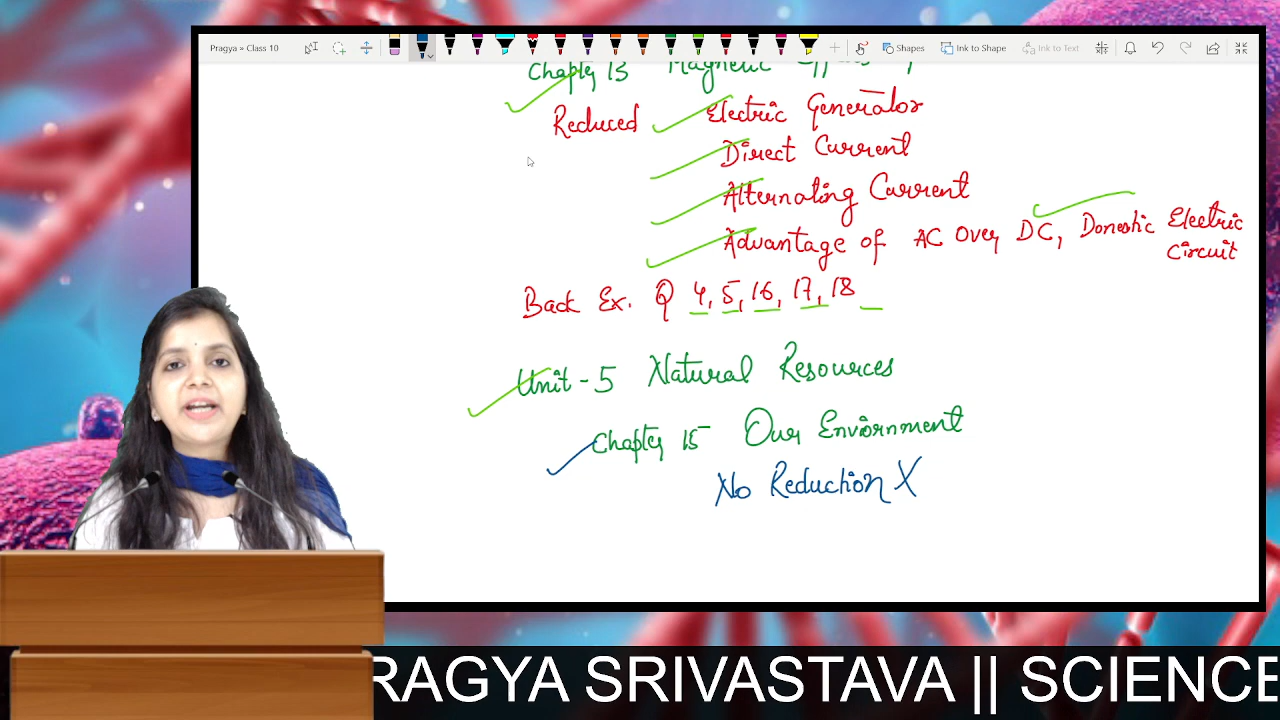 Pragya » Class 10
Shapes
Ink to Shape
Ink to Text
Chapter 13 Magnetic
Reduced Electric Generator
Direct Current
Alternating Current
Advantage of AC Over DC, Domestic Electric
Circuit
Back Ex. Q 4, 5, 16, 17, 18
Unit - 5 Natural Resources
Chapter 15 Our Enviornment
No Reduction X
RAGYA SRIVASTAVA || SCIENCE